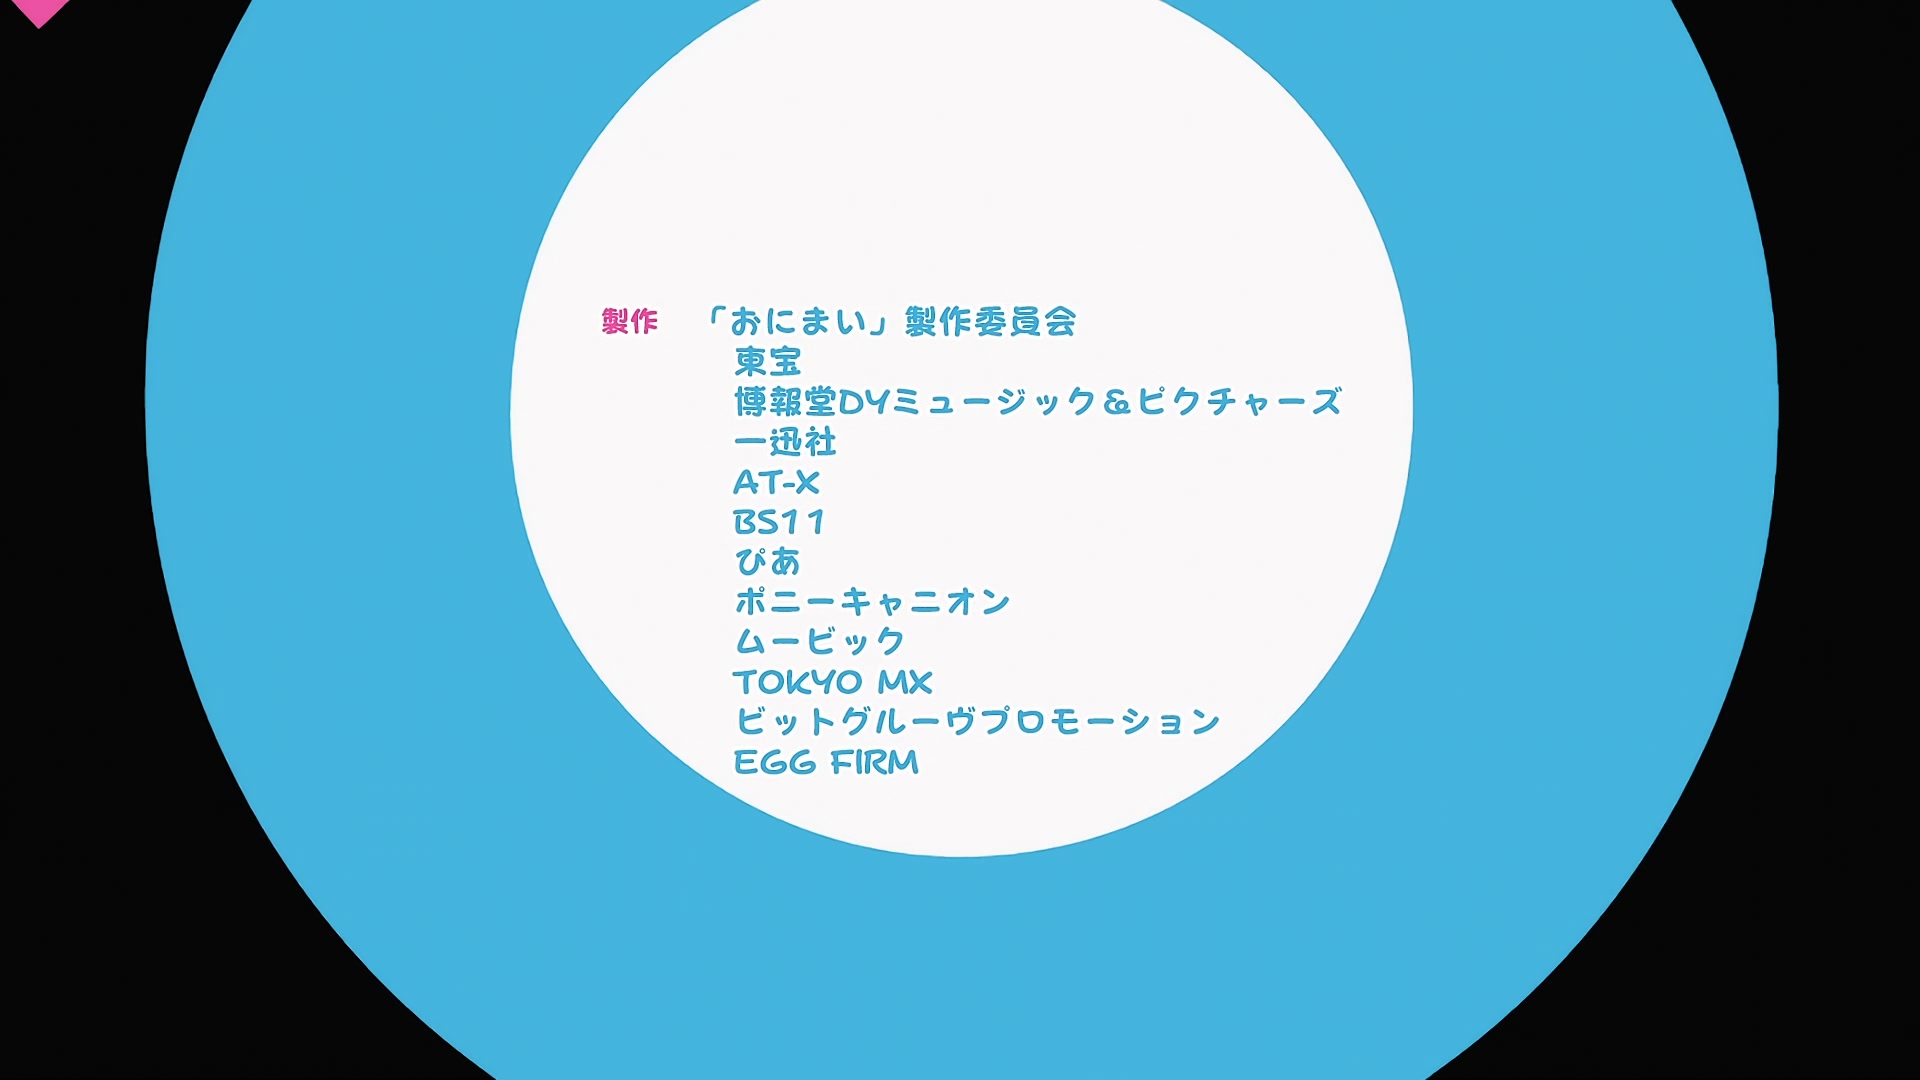 製作 「おにまい」製作委員会
東宝
博報堂DYミュージック＆ピクチャーズ
一迅社
AT-X
BS11
ぴあ
ポニーキャニオン
ムービック
TOKYO MX
ビットグルーヴプロモーション
EGG FIRM